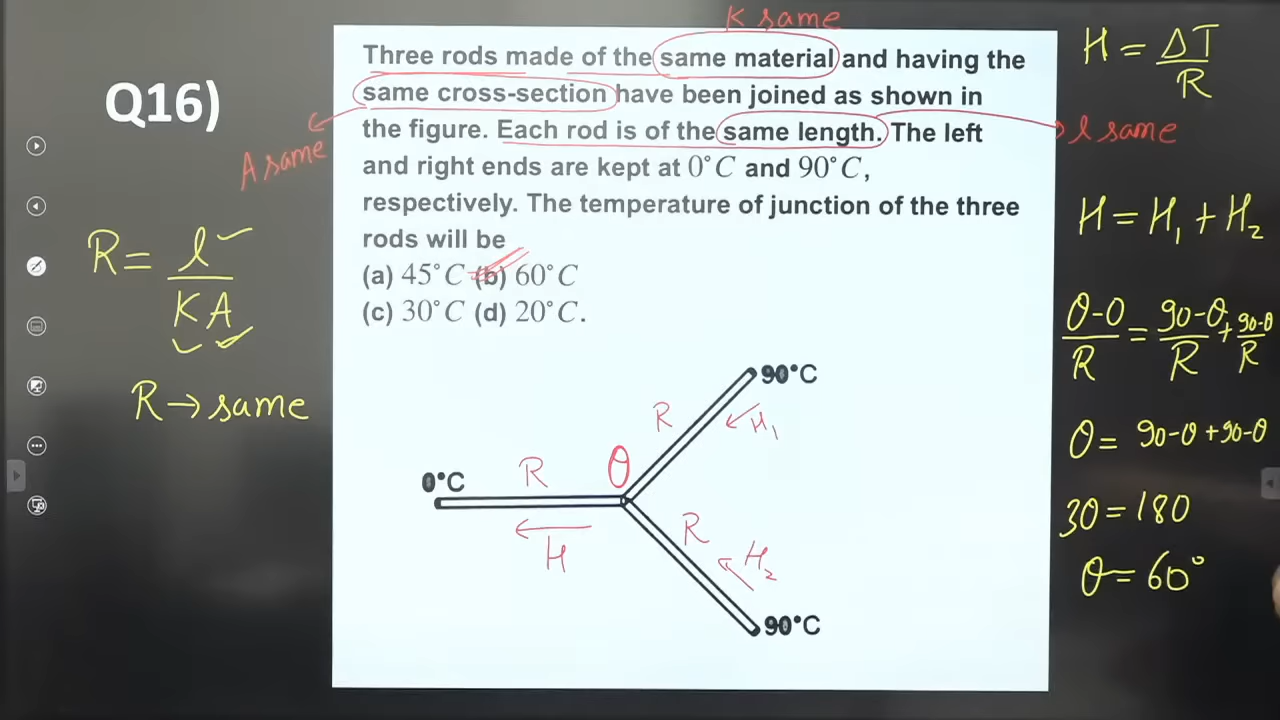 K same
Q16)
Three rods made of the same material and having the
same cross-section have been joined as shown in
the figure. Each rod is of the same length. The left
and right ends are kept at 0°C and 90°C,
respectively. The temperature of junction of the three
rods will be
(a) 45°C (b) 60°C
(c) 30°C (d) 20°C.
A same
l same
R = l / KA
R → same
90°C
R
H₁
θ
0°C
R
H
R
H₂
90°C
H = ΔT / R
H = H₁ + H₂
θ-0 / R = 90-θ / R + 90-θ / R
θ = 90-θ + 90-θ
3θ = 180
θ = 60°